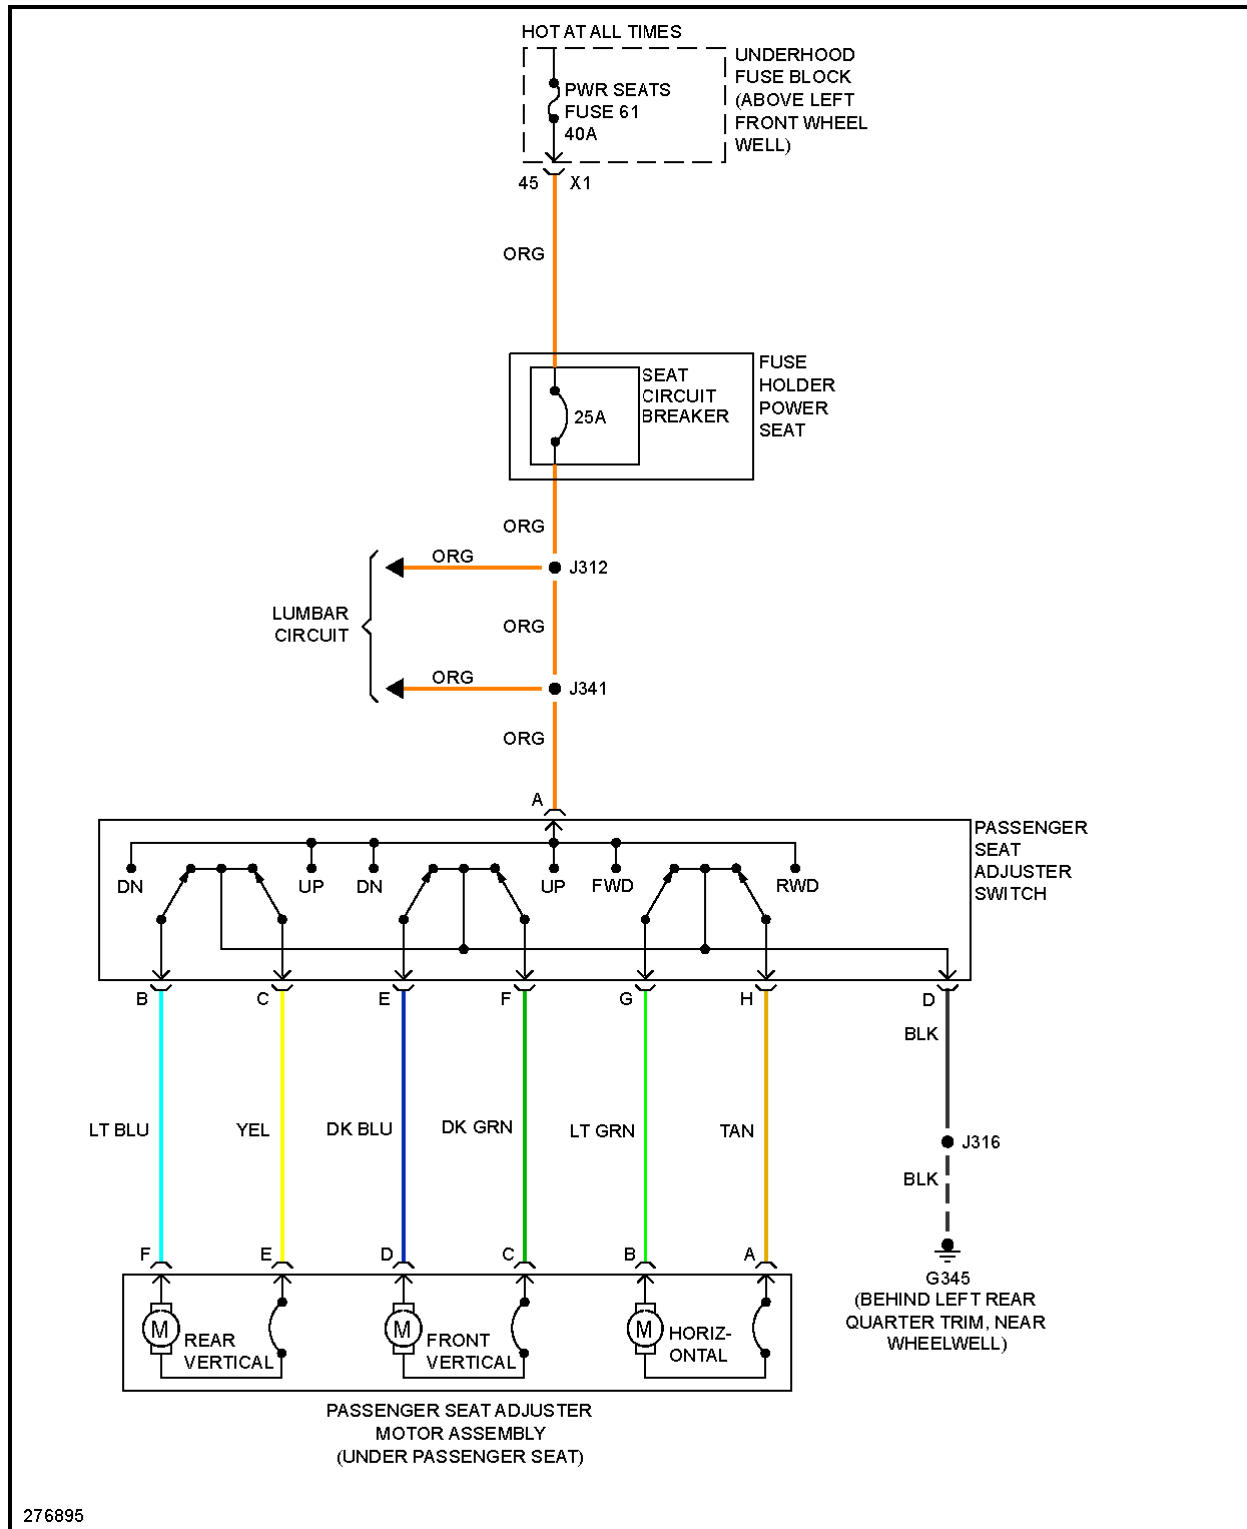 HOT AT ALL TIMES
PWR SEATS
FUSE 61
40A
UNDERHOOD
FUSE BLOCK
(ABOVE LEFT
FRONT WHEEL
WELL)
45 X1
ORG
SEAT
CIRCUIT
BREAKER
25A
FUSE
HOLDER
POWER
SEAT
ORG
ORG
J312
LUMBAR
CIRCUIT
ORG
ORG
J341
ORG
A
PASSENGER
SEAT
ADJUSTER
SWITCH
DN UP DN UP FWD RWD
B C E F G H D
BLK
LT BLU YEL DK BLU DK GRN LT GRN TAN
J316
BLK
F E D C B A
G345
(BEHIND LEFT REAR
QUARTER TRIM, NEAR
WHEELWELL)
M REAR
VERTICAL
M FRONT
VERTICAL
M HORIZ-
ONTAL
PASSENGER SEAT ADJUSTER
MOTOR ASSEMBLY
(UNDER PASSENGER SEAT)
276895